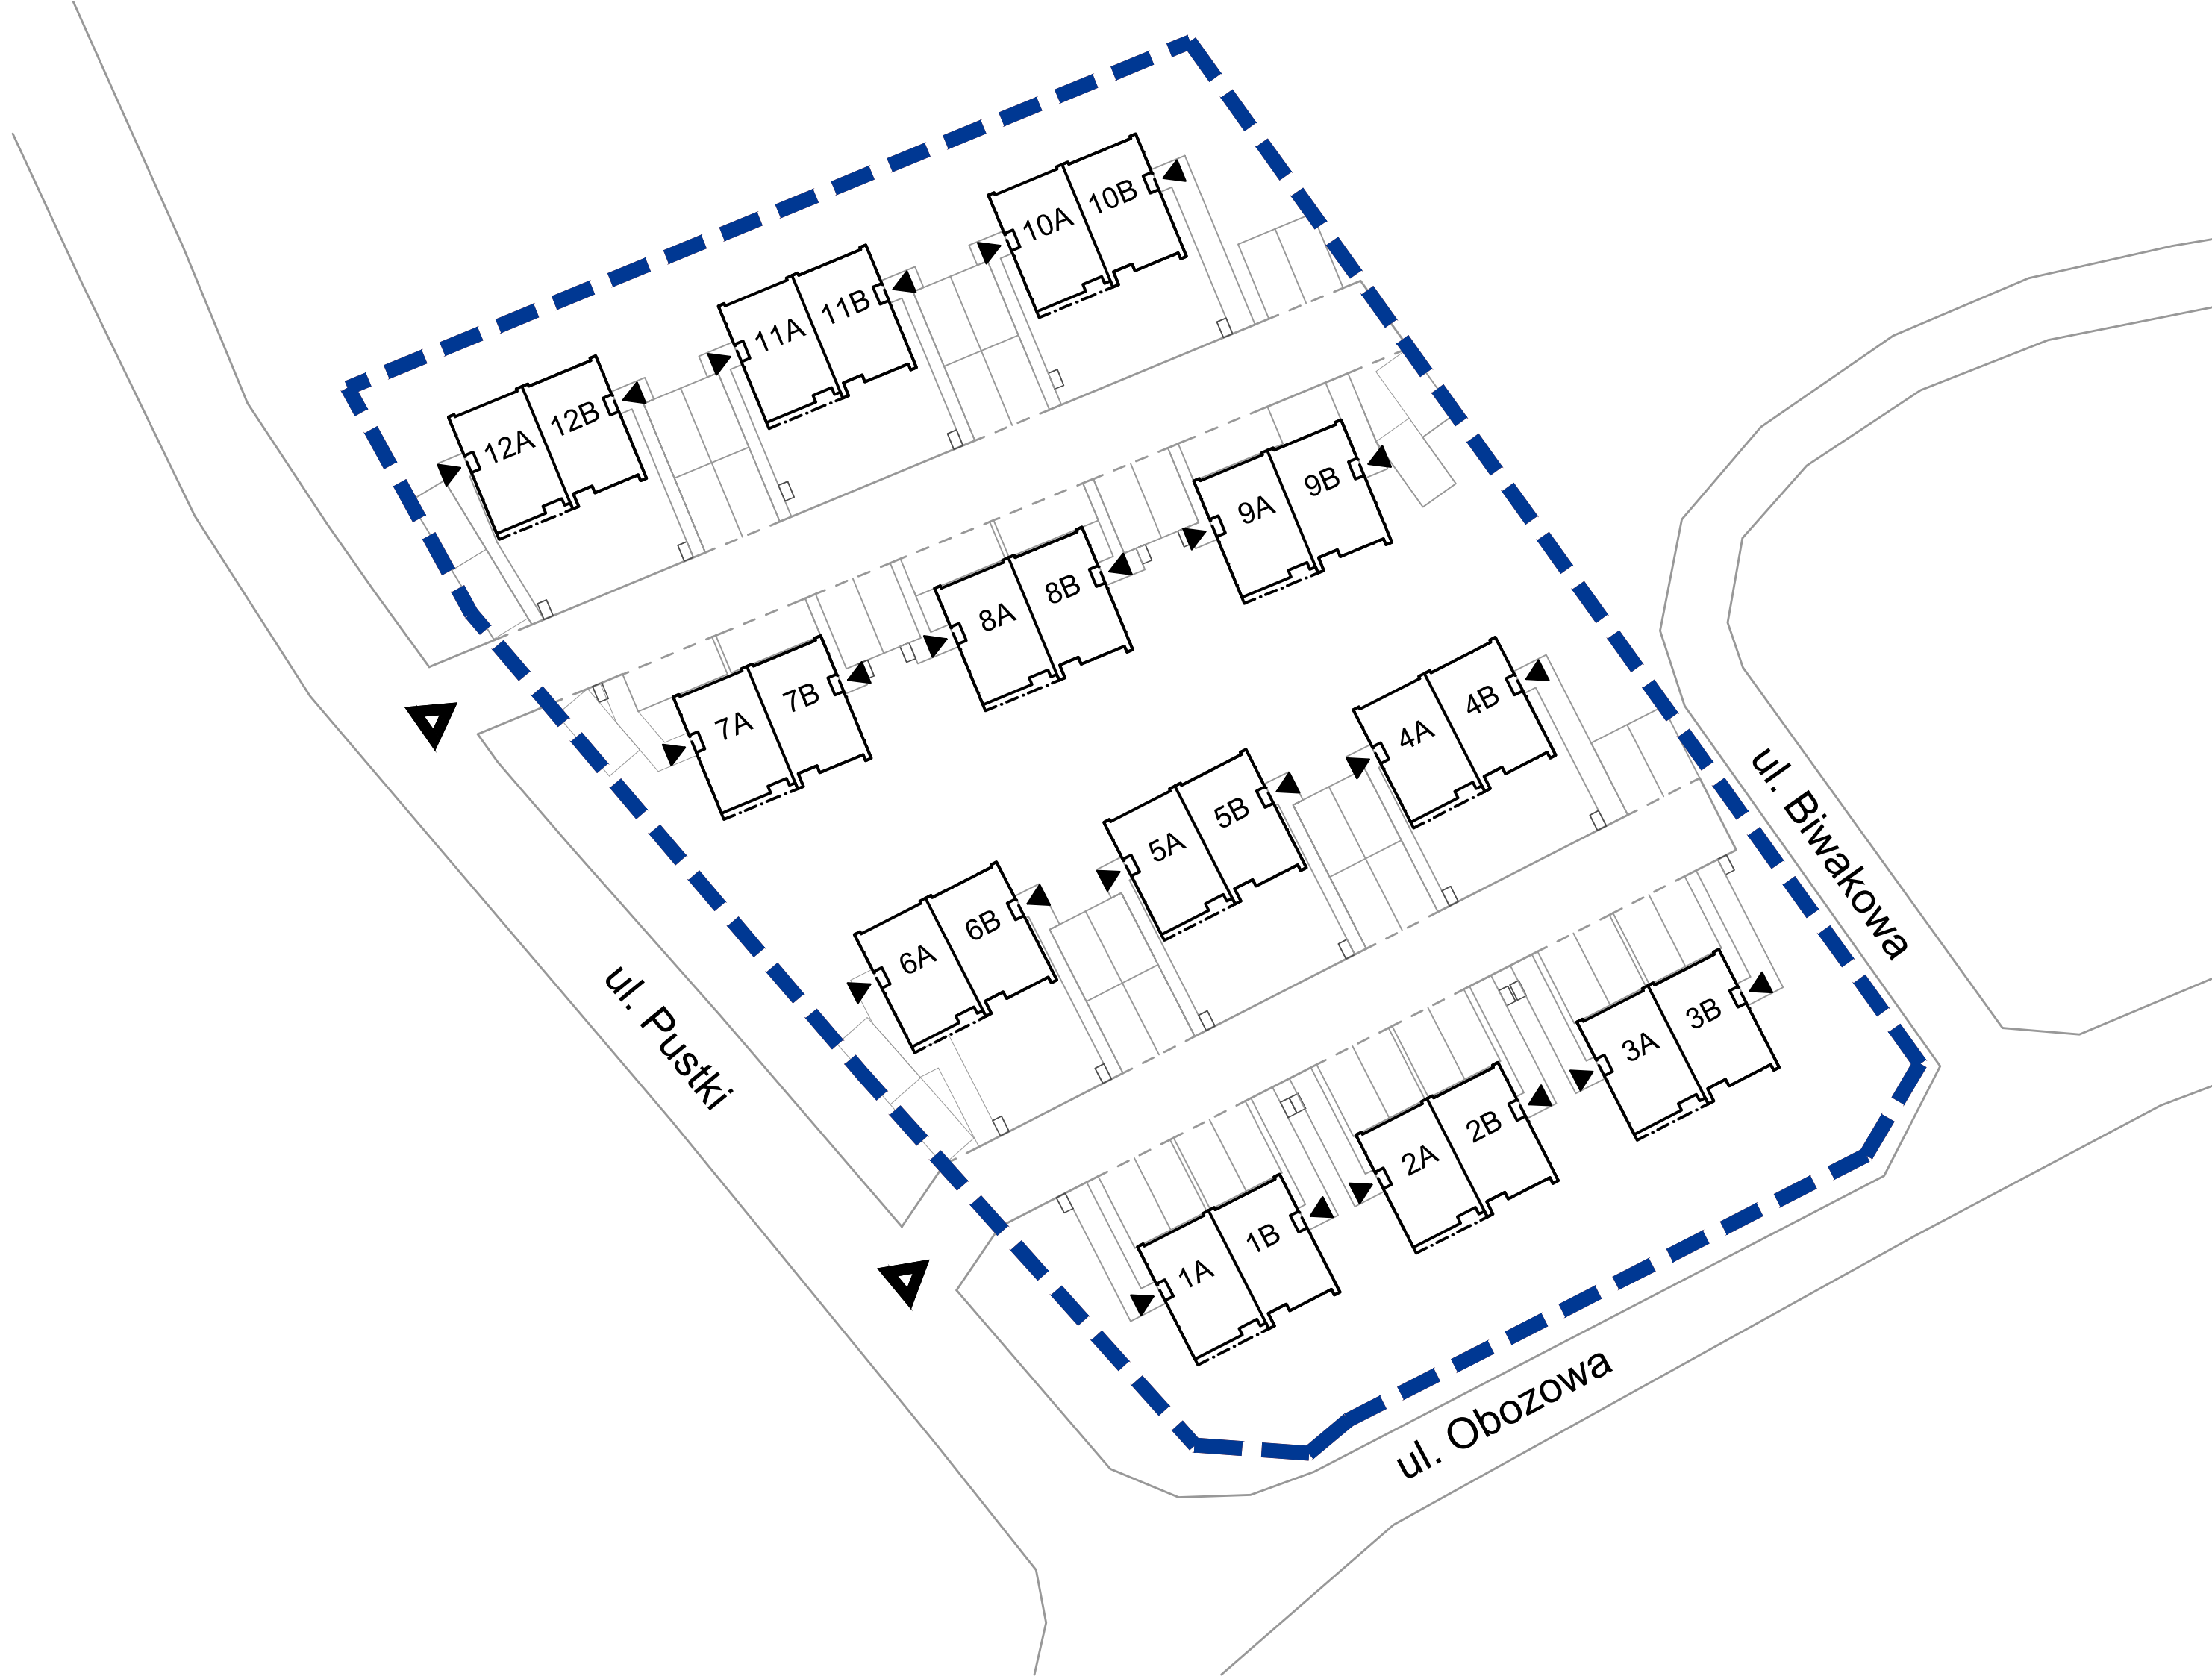 10A
10B
11A
11B
12A
12B
9A
9B
8A
8B
7A
7B
4A
4B
5A
5B
6A
6B
3A
3B
2A
2B
1A
1B
ul. Biwakowa
ul. Pustki
ul. Obozowa